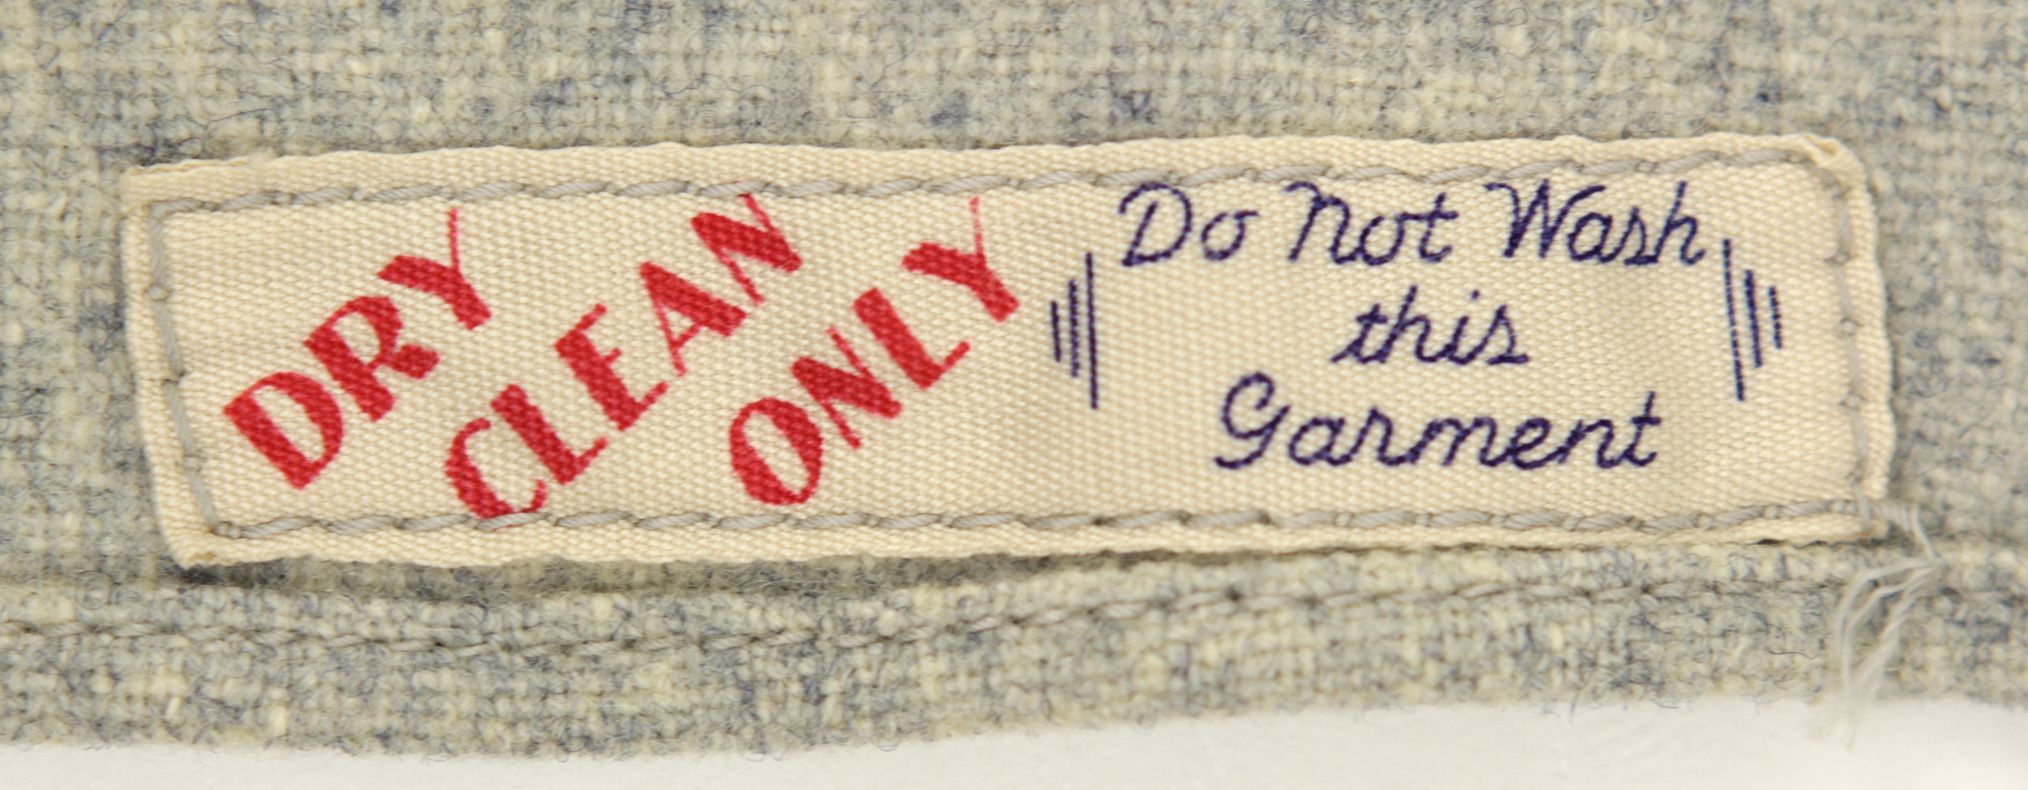 DRY
CLEAN
ONLY
Do Not Wash
this
Garment